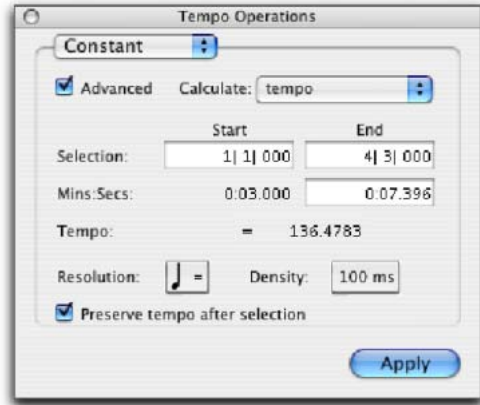 Tempo Operations
Constant
Advanced Calculate: tempo
Start End
Selection: 1| 1| 000 4| 3| 000
Mins:Secs: 0:03.000 0:07.396
Tempo: = 136.4783
Resolution: ♩ = Density: 100 ms
Preserve tempo after selection
Apply